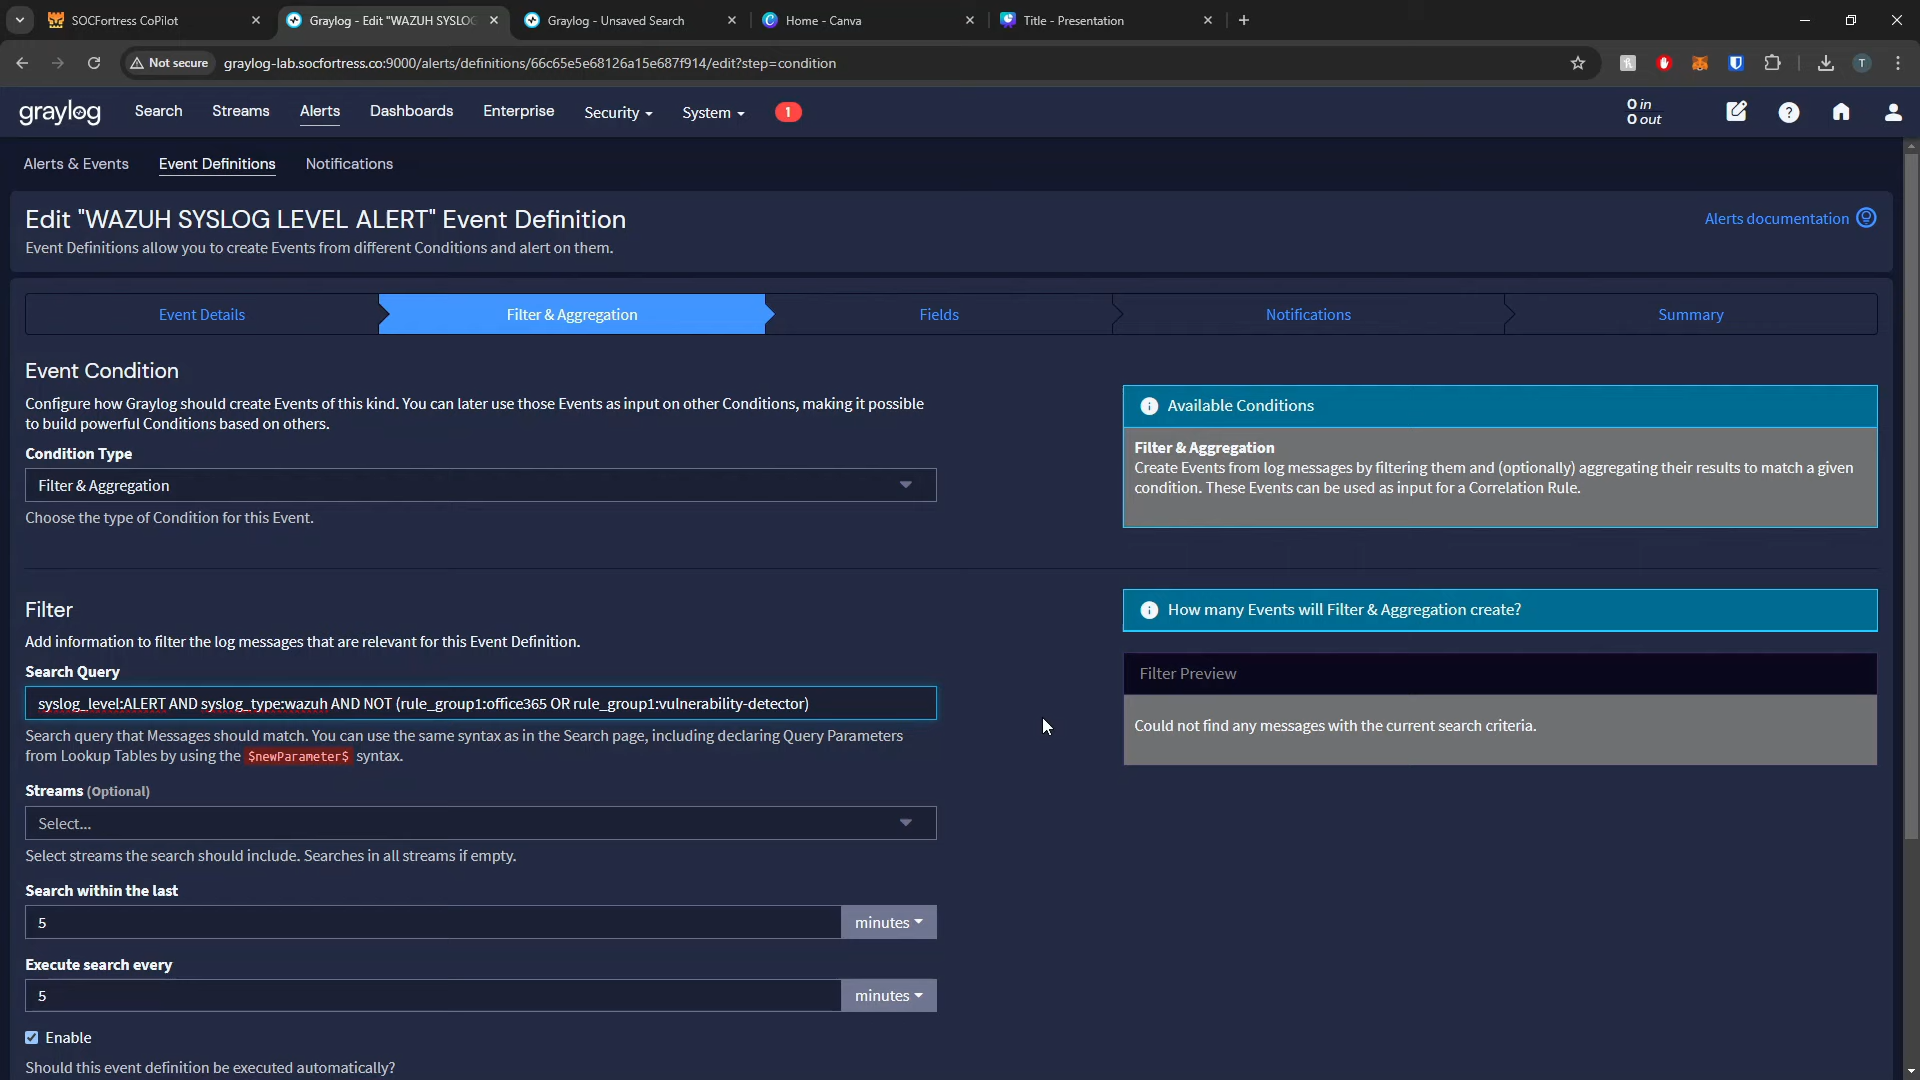 SOCFortress CoPilot
Graylog - Edit "WAZUH SYSLOG
Graylog - Unsaved Search
Home - Canva
Title - Presentation
Not secure
graylog-lab.socfortress.co:9000/alerts/definitions/66c65e5e68126a15e687f914/edit?step=condition
T
graylog
Search
Streams
Alerts
Dashboards
Enterprise
Security
System
1
0 in
0 out
Alerts & Events
Event Definitions
Notifications
Edit "WAZUH SYSLOG LEVEL ALERT" Event Definition
Alerts documentation
Event Definitions allow you to create Events from different Conditions and alert on them.
Event Details
Filter & Aggregation
Fields
Notifications
Summary
Event Condition
Configure how Graylog should create Events of this kind. You can later use those Events as input on other Conditions, making it possible
to build powerful Conditions based on others.
Condition Type
Filter & Aggregation
Choose the type of Condition for this Event.
Available Conditions
Filter & Aggregation
Create Events from log messages by filtering them and (optionally) aggregating their results to match a given
condition. These Events can be used as input for a Correlation Rule.
Filter
Add information to filter the log messages that are relevant for this Event Definition.
Search Query
syslog_level:ALERT AND syslog_type:wazuh AND NOT (rule_group1:office365 OR rule_group1:vulnerability-detector)
Search query that Messages should match. You can use the same syntax as in the Search page, including declaring Query Parameters
from Lookup Tables by using the $newParameter$ syntax.
Streams (Optional)
Select...
Select streams the search should include. Searches in all streams if empty.
Search within the last
5
minutes
Execute search every
5
minutes
Enable
Should this event definition be executed automatically?
How many Events will Filter & Aggregation create?
Filter Preview
Could not find any messages with the current search criteria.